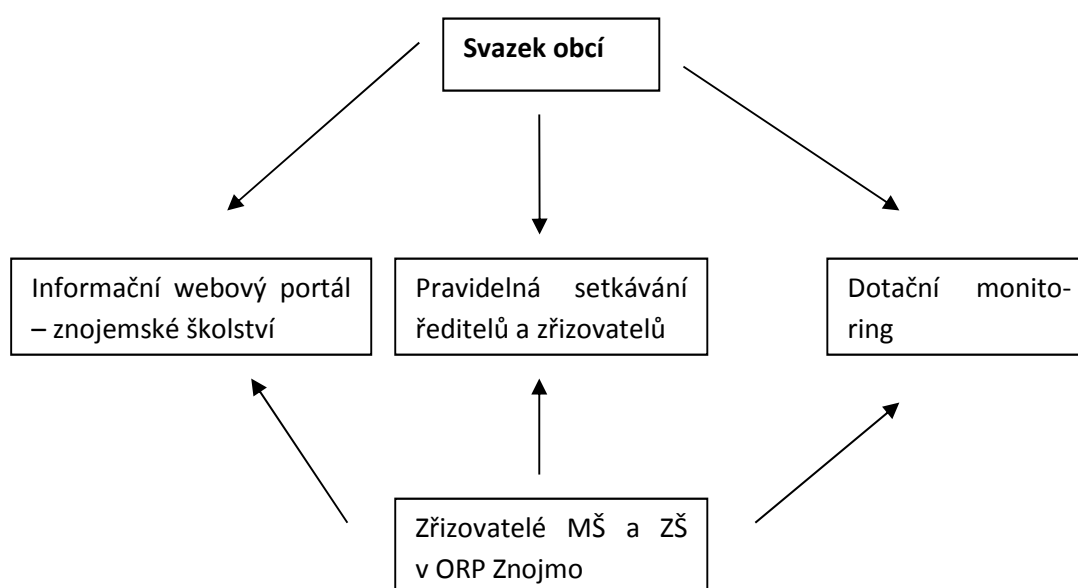 Svazek obcí
Informační webový portál
– znojemské školství
Pravidelná setkávání
ředitelů a zřizovatelů
Dotační monito-
ring
Zřizovatelé MŠ a ZŠ
v ORP Znojmo